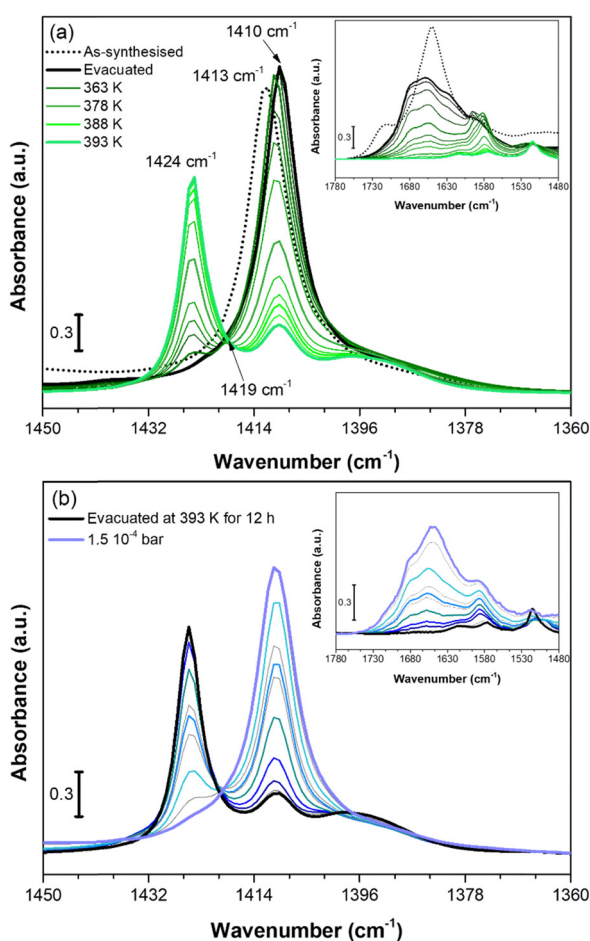 (a)
As-synthesised
Evacuated
363 K
378 K
388 K
393 K
1410 cm-1
1413 cm-1
1424 cm-1
1419 cm-1
0.3
Absorbance (a.u.)
1450 1432 1414 1396 1378 1360
Wavenumber (cm-1)
Absorbance (a.u.)
0.3
1780 1730 1680 1630 1580 1530 1480
Wavenumber (cm-1)
(b)
Evacuated at 393 K for 12 h
1.5 10-4 bar
0.3
Absorbance (a.u.)
1450 1432 1414 1396 1378 1360
Wavenumber (cm-1)
Absorbance (a.u.)
0.3
1780 1730 1680 1630 1580 1530 1480
Wavenumber (cm-1)